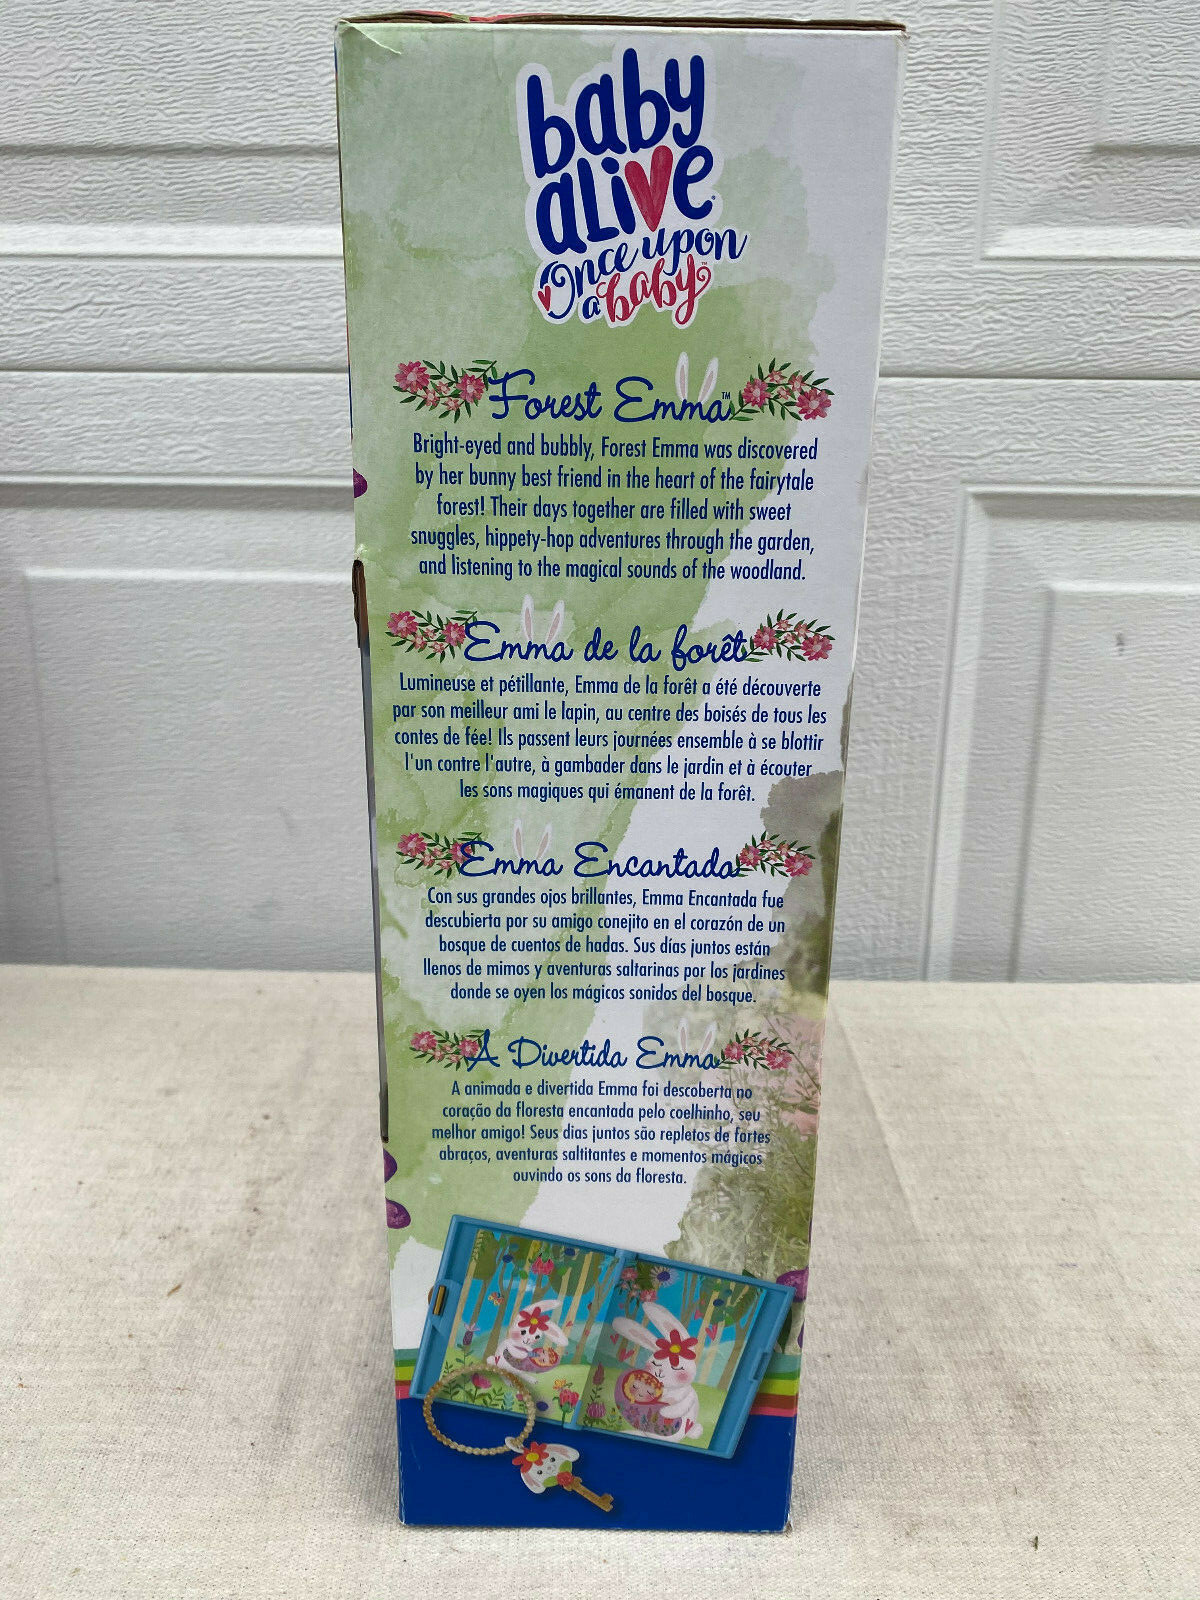 baby
aLive
Once upon
a baby™
Forest Emma™
Bright-eyed and bubbly, Forest Emma was discovered
by her bunny best friend in the heart of the fairytale
forest! Their days together are filled with sweet
snuggles, hippety-hop adventures through the garden,
and listening to the magical sounds of the woodland.
Emma de la forêt
Lumineuse et pétillante, Emma de la forêt a été découverte
par son meilleur ami le lapin, au centre des boisés de tous les
contes de fée! Ils passent leurs journées ensemble à se blottir
l'un contre l'autre, à gambader dans le jardin et à écouter
les sons magiques qui émanent de la forêt.
Emma Encantada
Con sus grandes ojos brillantes, Emma Encantada fue
descubierta por su amigo conejito en el corazón de un
bosque de cuentos de hadas. Sus días juntos están
llenos de mimos y aventuras saltarinas por los jardines
donde se oyen los mágicos sonidos del bosque.
A Divertida Emma
A animada e divertida Emma foi descoberta no
coração da floresta encantada pelo coelhinho, seu
melhor amigo! Seus dias juntos são repletos de fortes
abraços, aventuras saltitantes e momentos mágicos
ouvindo os sons da floresta.